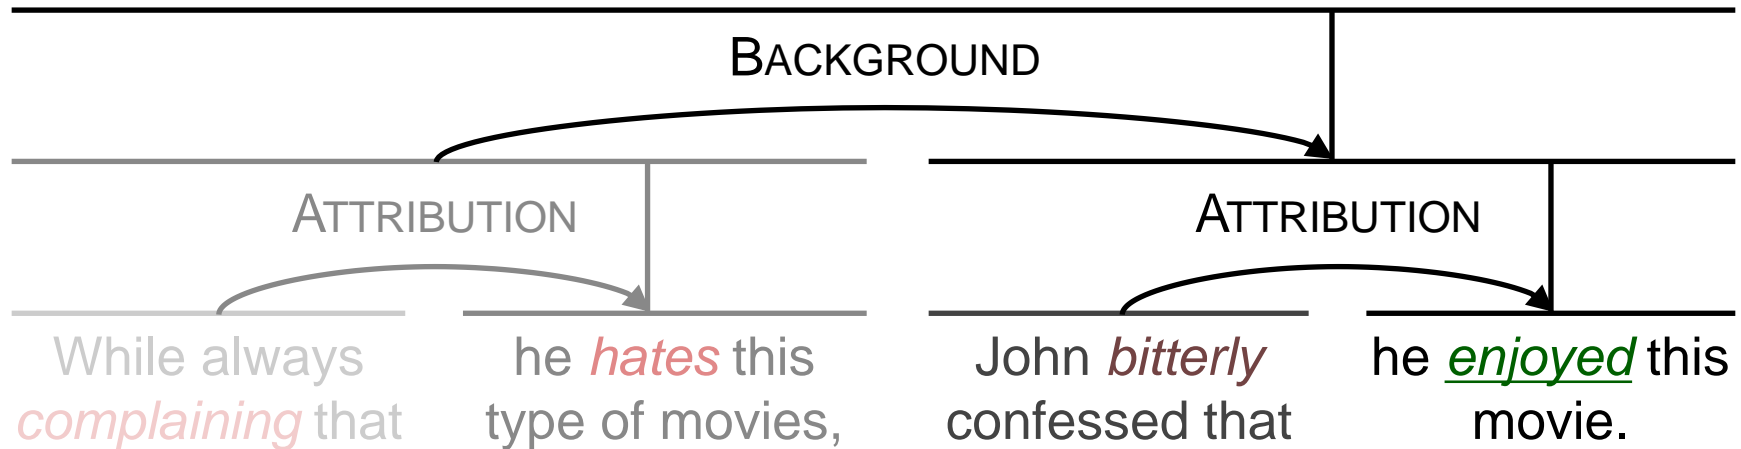 BACKGROUND
ATTRIBUTION
ATTRIBUTION
While always
complaining that
he hates this
type of movies,
John bitterly
confessed that
he enjoyed this
movie.